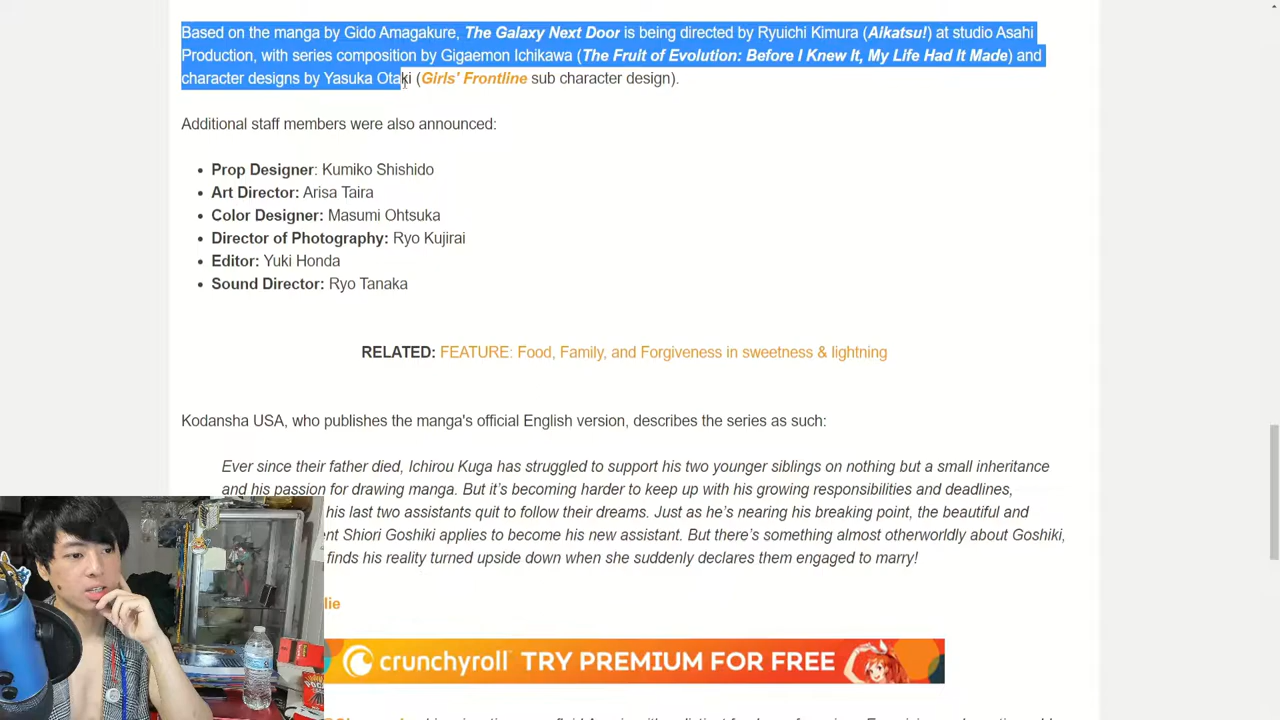 Based on the manga by Gido Amagakure, The Galaxy Next Door is being directed by Ryuichi Kimura (Aikatsu!) at studio Asahi
Production, with series composition by Gigaemon Ichikawa (The Fruit of Evolution: Before I Knew It, My Life Had It Made) and
character designs by Yasuka Otaki (Girls' Frontline sub character design).
Additional staff members were also announced:
• Prop Designer: Kumiko Shishido
• Art Director: Arisa Taira
• Color Designer: Masumi Ohtsuka
• Director of Photography: Ryo Kujirai
• Editor: Yuki Honda
• Sound Director: Ryo Tanaka
RELATED: FEATURE: Food, Family, and Forgiveness in sweetness & lightning
Kodansha USA, who publishes the manga's official English version, describes the series as such:
Ever since their father died, Ichirou Kuga has struggled to support his two younger siblings on nothing but a small inheritance
and his passion for drawing manga. But it's becoming harder to keep up with his growing responsibilities and deadlines,
his last two assistants quit to follow their dreams. Just as he's nearing his breaking point, the beautiful and
nt Shiori Goshiki applies to become his new assistant. But there's something almost otherworldly about Goshiki,
finds his reality turned upside down when she suddenly declares them engaged to marry!
lie
crunchyroll TRY PREMIUM FOR FREE